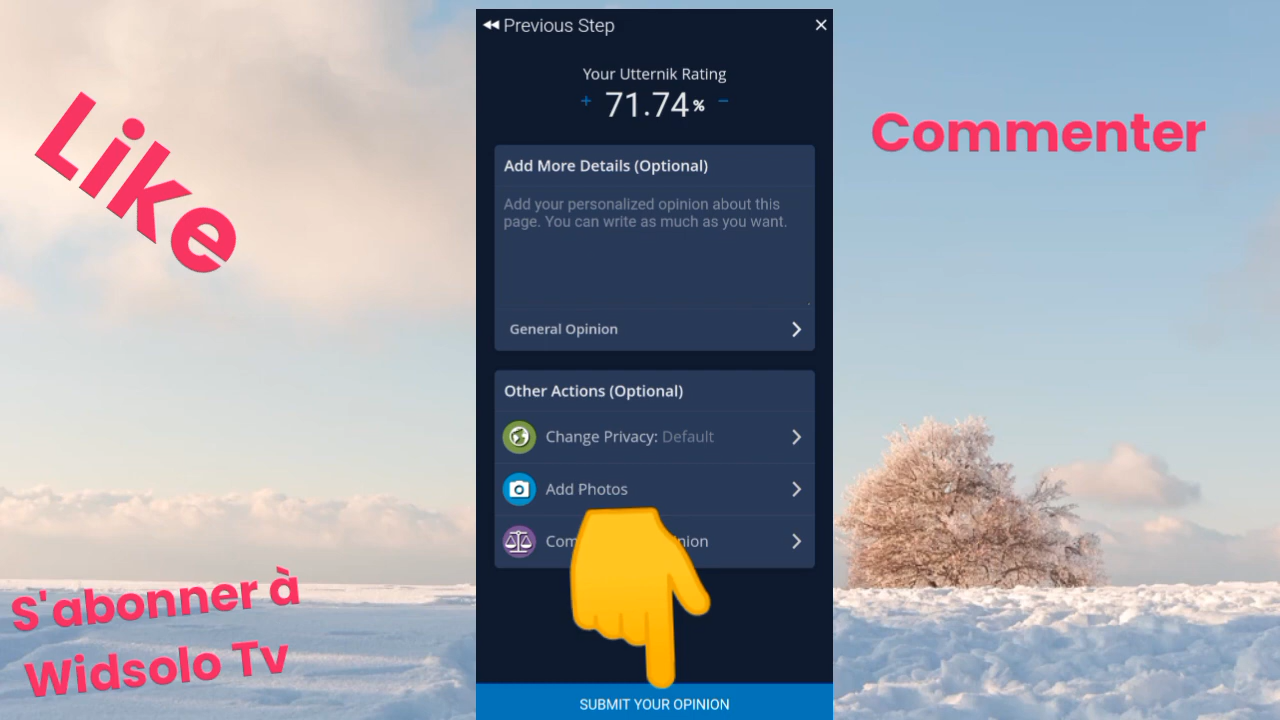 Like
S'abonner à
Widsolo Tv
Previous Step
Your Utternik Rating
+ 71.74% −
Add More Details (Optional)
Add your personalized opinion about this
page. You can write as much as you want.
General Opinion
Other Actions (Optional)
Change Privacy: Default
Add Photos
SUBMIT YOUR OPINION
Commenter